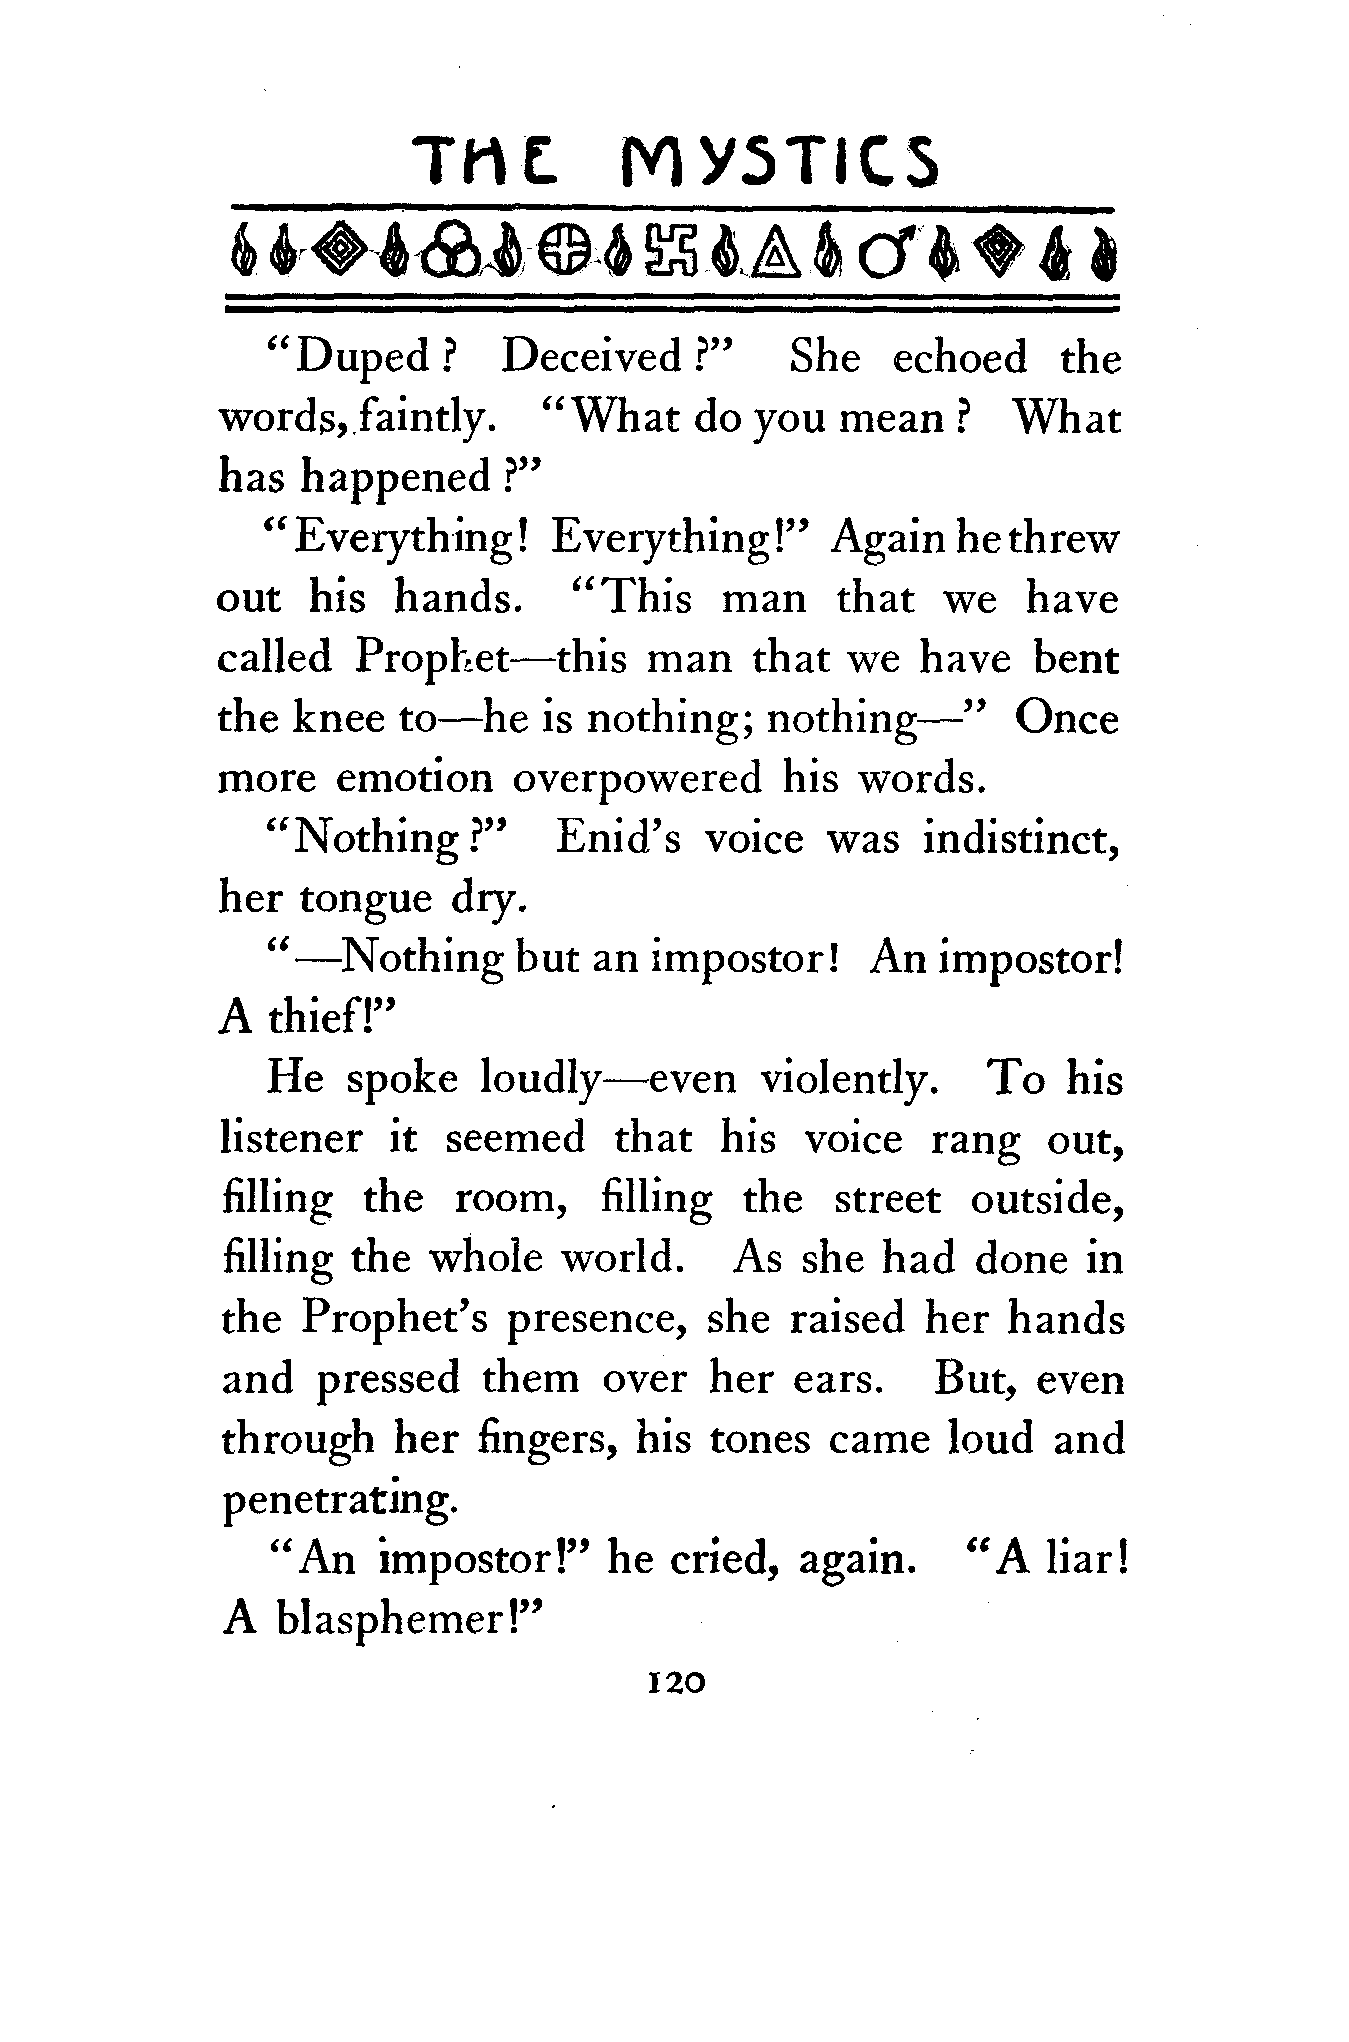 THE MYSTICS
"Duped? Deceived?" She echoed the
words, faintly. "What do you mean? What
has happened?"
"Everything! Everything!" Again he threw
out his hands. "This man that we have
called Prophet—this man that we have bent
the knee to—he is nothing; nothing—" Once
more emotion overpowered his words.
"Nothing?" Enid's voice was indistinct,
her tongue dry.
"—Nothing but an impostor! An impostor!
A thief!"
He spoke loudly—even violently. To his
listener it seemed that his voice rang out,
filling the room, filling the street outside,
filling the whole world. As she had done in
the Prophet's presence, she raised her hands
and pressed them over her ears. But, even
through her fingers, his tones came loud and
penetrating.
"An impostor!" he cried, again. "A liar!
A blasphemer!"
120